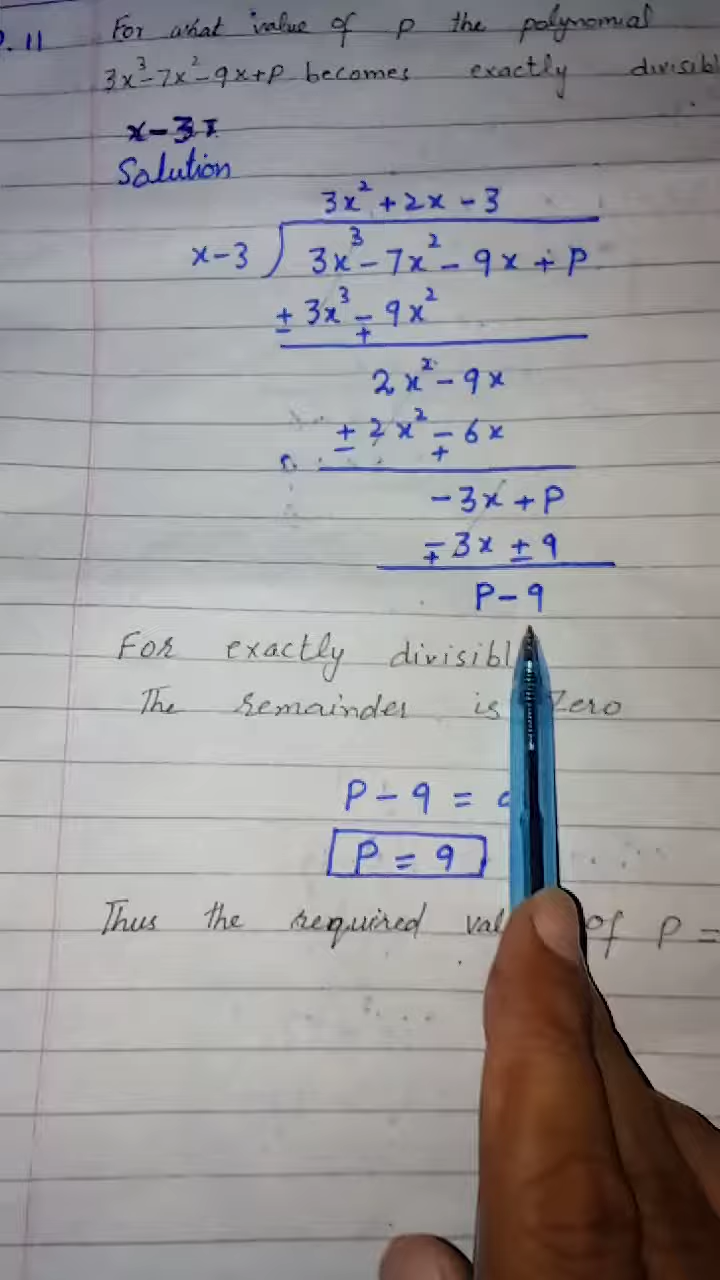 . 11 For what value of p the polynomial
3x³-7x²-9x+p becomes exactly divisibl
x-3
Solution
3x² + 2x - 3
x-3 ) 3x³ - 7x² - 9x + P
± 3x³ ∓ 9x²
2x² - 9x
± 2x² ∓ 6x
-3x + P
∓ 3x ± 9
P - 9
For exactly divisibl
The remainder is Zero
P - 9 =
P = 9
Thus the required val of P =